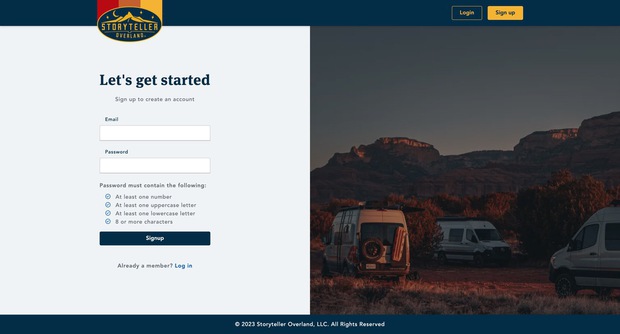 STORYTELLER
OVERLAND
Login
Sign up
Let's get started
Sign up to create an account
Email
Password
Password must contain the following:
At least one number
At least one uppercase letter
At least one lowercase letter
8 or more characters
Signup
Already a member? Log in
© 2023 Storyteller Overland, LLC. All Rights Reserved